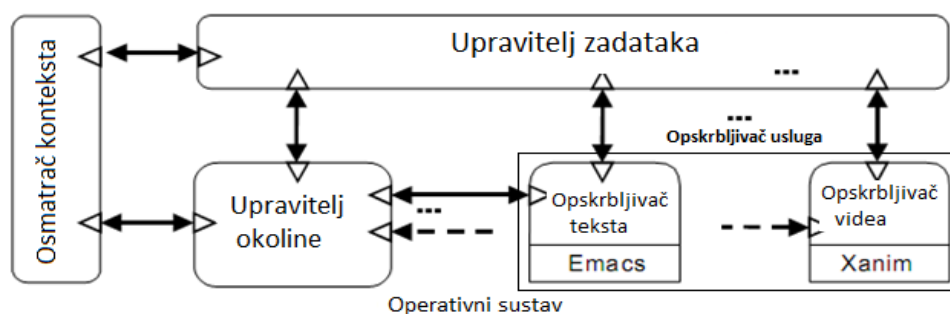 Osmatrač konteksta
Upravitelj zadataka
...
...
Opskrbljivač usluga
Upravitelj
okoline
...
Opskrbljivač
teksta
Emacs
Opskrbljivač
videa
Xanim
Operativni sustav